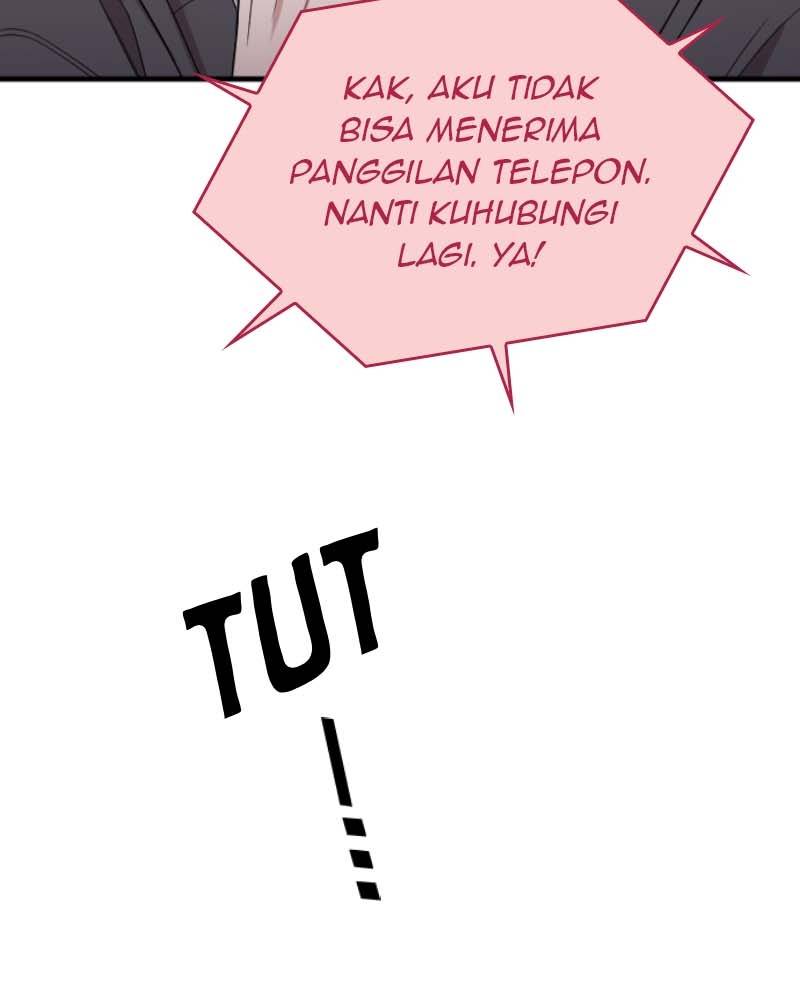 KAK, AKU TIDAK
BISA MENERIMA
PANGGILAN TELEPON.
NANTI KUHUBUNGI
LAGI. YA!
TUT